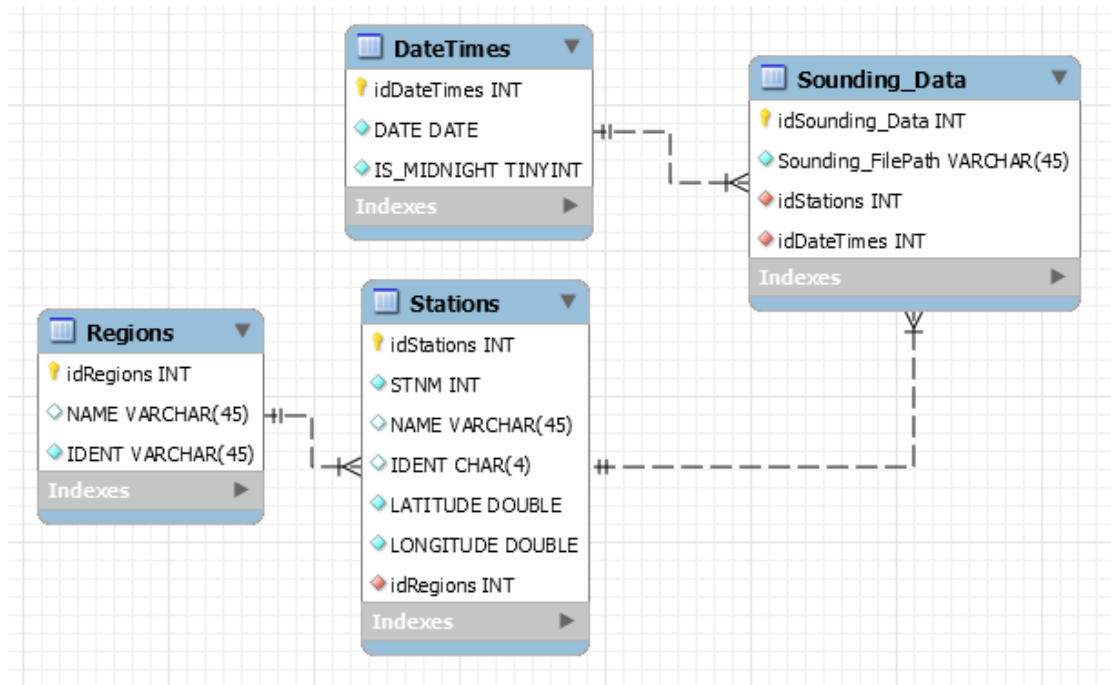 DateTimes
idDateTimes INT
DATE DATE
IS_MIDNIGHT TINYINT
Indexes
Sounding_Data
idSounding_Data INT
Sounding_FilePath VARCHAR(45)
idStations INT
idDateTimes INT
Indexes
Regions
idRegions INT
NAME VARCHAR(45)
IDENT VARCHAR(45)
Indexes
Stations
idStations INT
STNM INT
NAME VARCHAR(45)
IDENT CHAR(4)
LATITUDE DOUBLE
LONGITUDE DOUBLE
idRegions INT
Indexes